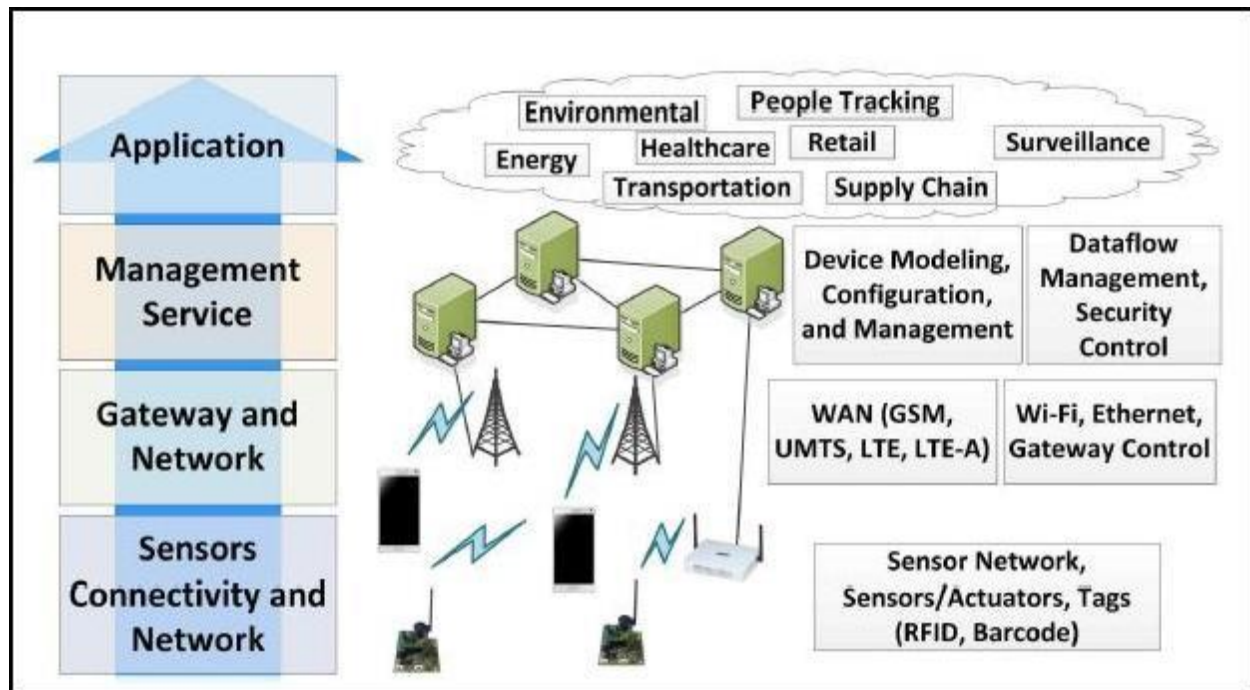 Application
Environmental
People Tracking
Energy
Healthcare
Retail
Surveillance
Transportation
Supply Chain
Management
Service
Device Modeling,
Configuration,
and Management
Dataflow
Management,
Security
Control
Gateway and
Network
WAN (GSM,
UMTS, LTE, LTE-A)
Wi-Fi, Ethernet,
Gateway Control
Sensors
Connectivity and
Network
Sensor Network,
Sensors/Actuators, Tags
(RFID, Barcode)